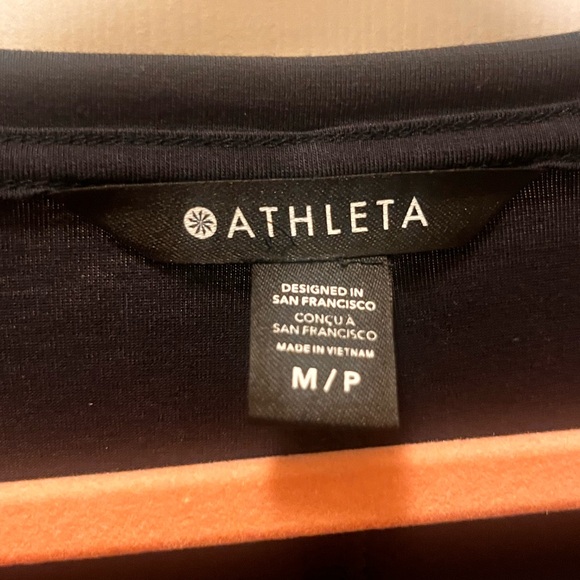 ATHLETA
DESIGNED IN
SAN FRANCISCO
CONÇU À
SAN FRANCISCO
MADE IN VIETNAM
M / P